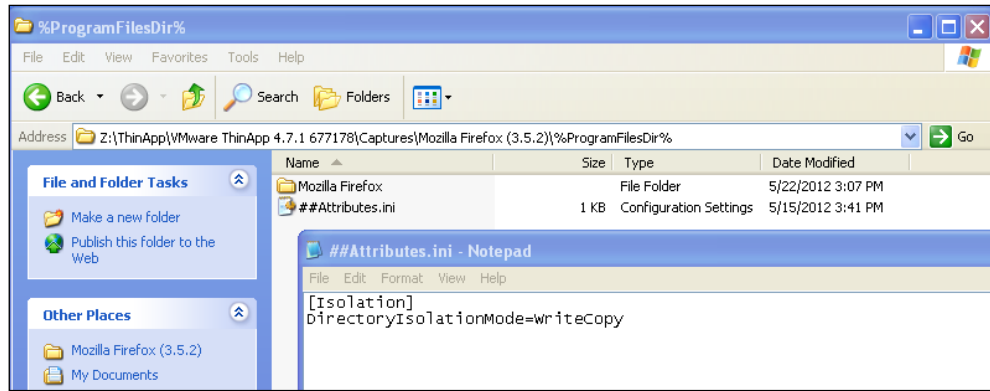 %ProgramFilesDir%
File Edit View Favorites Tools Help
Back Search Folders
Address Z:\ThinApp\VMware ThinApp 4.7.1 677178\Captures\Mozilla Firefox (3.5.2)\%ProgramFilesDir% Go
File and Folder Tasks
Make a new folder
Publish this folder to the
Web
Other Places
Mozilla Firefox (3.5.2)
My Documents
Name Size Type Date Modified
Mozilla Firefox File Folder 5/22/2012 3:07 PM
##Attributes.ini 1 KB Configuration Settings 5/15/2012 3:41 PM
##Attributes.ini - Notepad
File Edit Format View Help
[Isolation]
DirectoryIsolationMode=WriteCopy